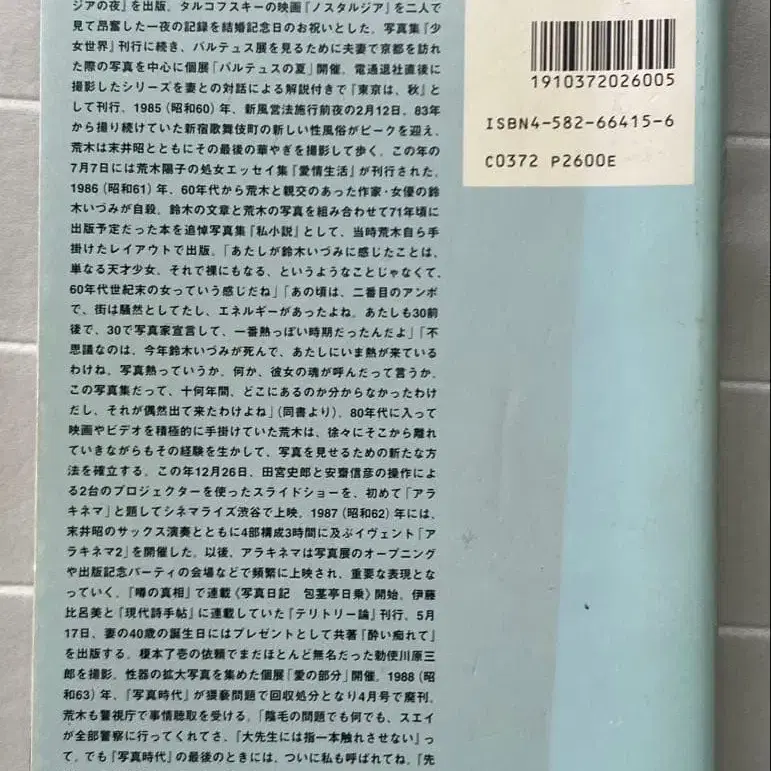 ジアの夜』を出版。タルコフスキーの映画『ノスタルジア』を二人で
見て昂奮した一夜の記録を結婚記念日のお祝いとした。写真集『少
女世界』刊行に続き、バルテュス展を見るために夫妻で京都を訪れ
た際の写真を中心に個展「バルテュスの夏」開催。電通退社直後に
撮影したシリーズを妻との対話による解説付きで『東京は、秋』と
して刊行。1985(昭和60)年、新風営法施行前夜の2月12日、83年
から撮り続けていた新宿歌舞伎町の新しい性風俗がピークを迎え、
荒木は末井昭とともにその最後の華やぎを撮影して歩く。この年の
7月7日には荒木陽子の処女エッセイ集『愛情生活』が刊行された。
1986(昭和61)年、60年代から荒木と親交のあった作家・女優の鈴
木いづみが自殺。鈴木の文章と荒木の写真を組み合わせて71年頃に
出版予定だった本を追悼写真集『私小説』として、当時荒木自ら手
掛けたレイアウトで出版。「あたしが鈴木いづみに感じたことは、
単なる天才少女。それで裸にもなる、というようなことじゃなくて、
60年代世紀末の女っていう感じだね」「あの頃は、二番目のアンポ
で、街は騒然としてたし、エネルギーがあったよね。あたしも30前
後で、30で写真家宣言して、一番熱っぽい時期だったんだよ」「不
思議なのは、今年鈴木いづみが死んで、あたしにいま熱が来ている
わけね。写真熱っていうか。何か、彼女の魂が呼んだって言うか。
この写真集だって、十何年間、どこにあるのか分からなかったわけ
だし、それが偶然出て来たわけよね」(同書より)。80年代に入って
映画やビデオを積極的に手掛けていた荒木は、徐々にそこから離れ
ていきながらもその経験を生かして、写真を見せるための新たな方
法を確立する。この年12月26日、田宮史郎と安齋信彦の操作によ
る2台のプロジェクターを使ったスライドショーを、初めて「アラ
キネマ」と題してシネマライズ渋谷で上映。1987(昭和62)年には、
末井昭のサックス演奏とともに4部構成3時間に及ぶイヴェント「ア
ラキネマ2」を開催した。以後、アラキネマは写真展のオープニング
や出版記念パーティの会場などで頻繁に上映され、重要な表現とな
っていく。『噂の真相』で連載〈写真日記 包茎亭日乗〉開始。伊藤
比呂美と『現代詩手帖』に連載していた『テリトリー論』刊行。5月
17日、妻の40歳の誕生日にはプレゼントとして共著『酔い痴れて』
を出版する。榎本了壱の依頼でまだほとんど無名だった勅使川原三
郎を撮影。性器の拡大写真を集めた個展「愛の部分」開催。1988(昭
和63)年、『写真時代』が猥褻問題で回収処分となり4月号で廃刊。
荒木も警視庁で事情聴取を受ける。「陰毛の問題でも何でも、スエイ
が全部警察に行ってくれてさ。『大先生には指一本触れさせない』っ
て。でも『写真時代』の最後のときには、ついに私も呼ばれてね。『先
1910372026005
ISBN4-582-66415-6
C0372 P2600E